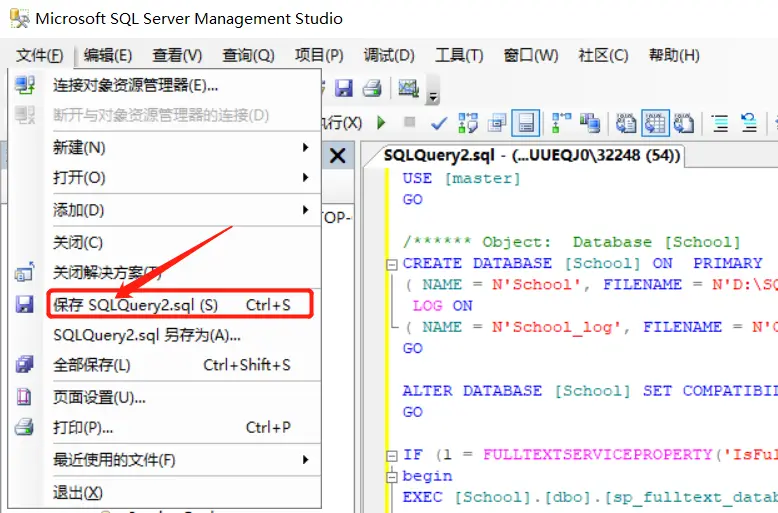 Microsoft SQL Server Management Studio
文件(F) 编辑(E) 查看(V) 查询(Q) 项目(P) 调试(D) 工具(T) 窗口(W) 社区(C) 帮助(H)
连接对象资源管理器(E)...
断开与对象资源管理器的连接(D)
行(X)
新建(N)
打开(O)
添加(D)
关闭(C)
关闭解决方案(T)
保存 SQLQuery2.sql (S) Ctrl+S
SQLQuery2.sql 另存为(A)...
全部保存(L) Ctrl+Shift+S
页面设置(U)...
打印(P)... Ctrl+P
最近使用的文件(F)
退出(X)
TOP-
SQLQuery2.sql - (...UUEQJ0\32248 (54))
USE [master]
GO
/****** Object: Database [School]
CREATE DATABASE [School] ON PRIMARY
( NAME = N'School', FILENAME = N'D:\SQ
LOG ON
( NAME = N'School_log', FILENAME = N'
GO
ALTER DATABASE [School] SET COMPATIBIL
GO
IF (1 = FULLTEXTSERVICEPROPERTY('IsFul
begin
EXEC [School].[dbo].[sp_fulltext_datab